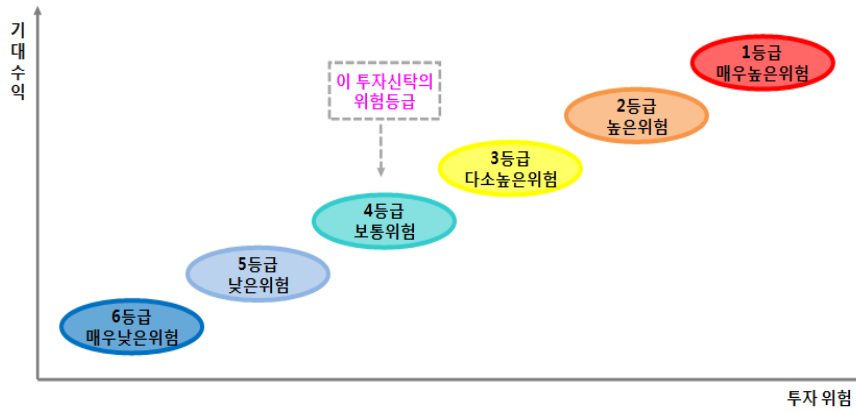 기대수익
1등급
매우높은위험
이 투자신탁의
위험등급
2등급
높은위험
3등급
다소높은위험
4등급
보통위험
5등급
낮은위험
6등급
매우낮은위험
투자 위험